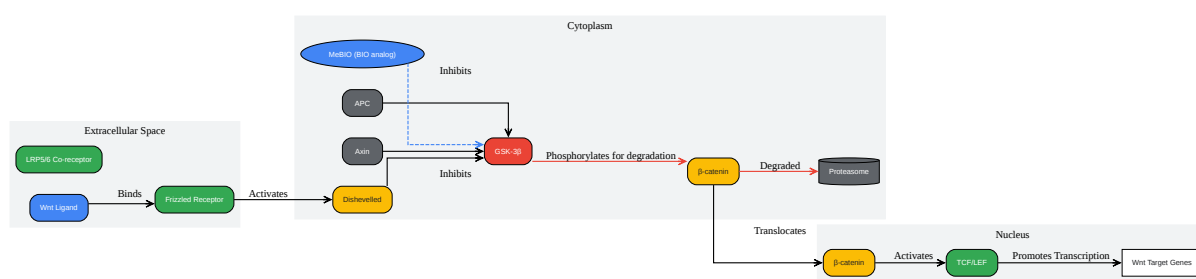 Cytoplasm
MeBIO (BIO analog)
Inhibits
APC
Extracellular Space
LRP5/6 Co-receptor
Axin
GSK-3β
Phosphorylates for degradation
β-catenin
Degraded
Proteasome
Inhibits
Wnt Ligand
Binds
Frizzled Receptor
Activates
Dishevelled
Translocates
Nucleus
β-catenin
Activates
TCF/LEF
Promotes Transcription
Wnt Target Genes